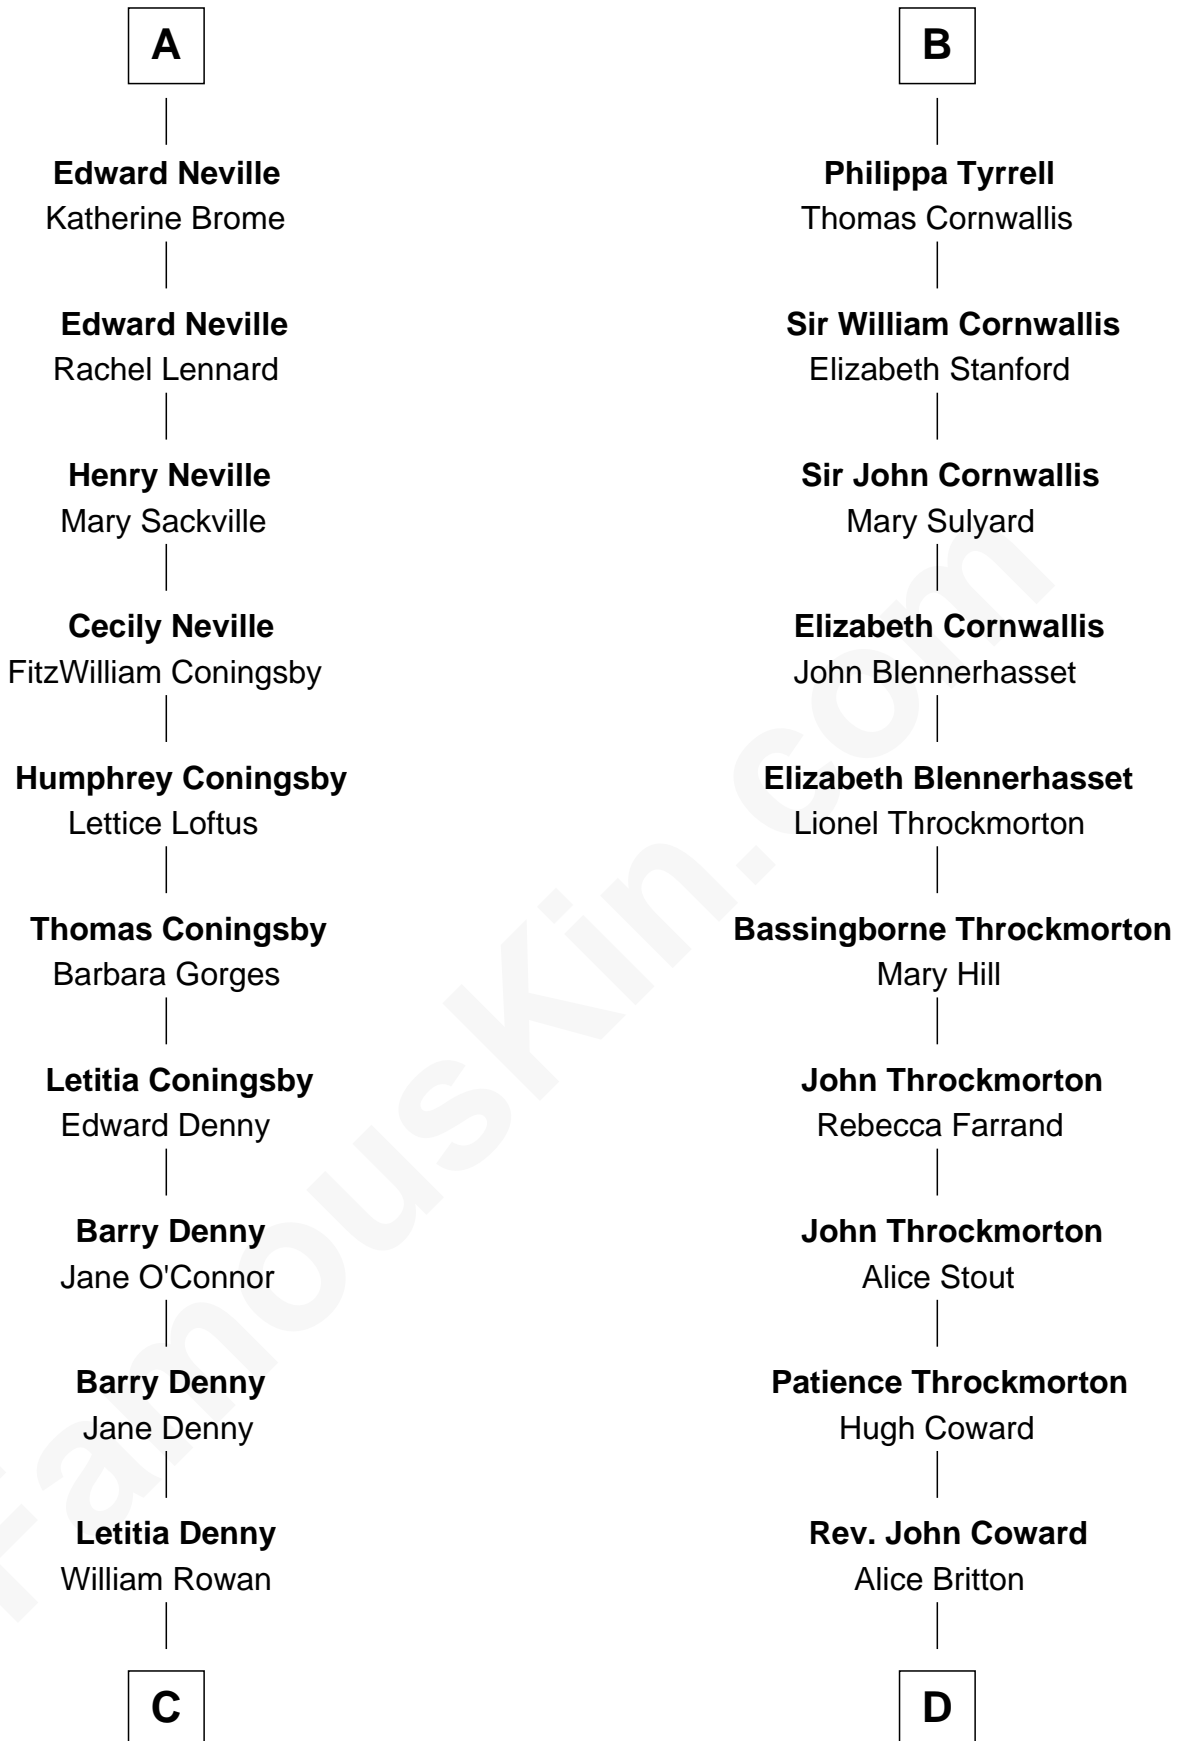 A
Edward Neville
Katherine Brome
Edward Neville
Rachel Lennard
Henry Neville
Mary Sackville
Cecily Neville
FitzWilliam Coningsby
Humphrey Coningsby
Lettice Loftus
Thomas Coningsby
Barbara Gorges
Letitia Coningsby
Edward Denny
Barry Denny
Jane O'Connor
Barry Denny
Jane Denny
Letitia Denny
William Rowan
C
B
Philippa Tyrrell
Thomas Cornwallis
Sir William Cornwallis
Elizabeth Stanford
Sir John Cornwallis
Mary Sulyard
Elizabeth Cornwallis
John Blennerhasset
Elizabeth Blennerhasset
Lionel Throckmorton
Bassingborne Throckmorton
Mary Hill
John Throckmorton
Rebecca Farrand
John Throckmorton
Alice Stout
Patience Throckmorton
Hugh Coward
Rev. John Coward
Alice Britton
D
FamousKin.com